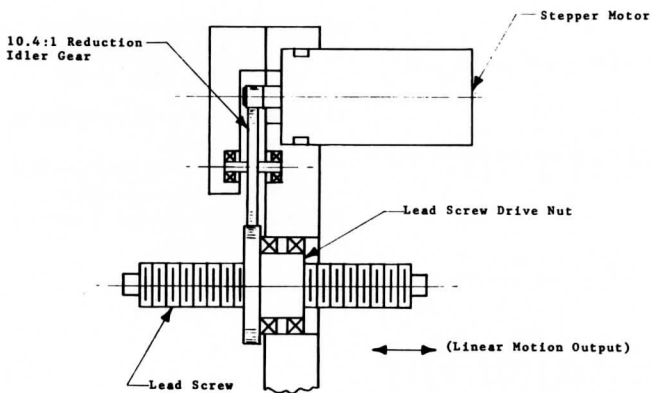 Stepper Motor
10.4:1 Reduction
Idler Gear
Lead Screw Drive Nut
(Linear Motion Output)
Lead Screw